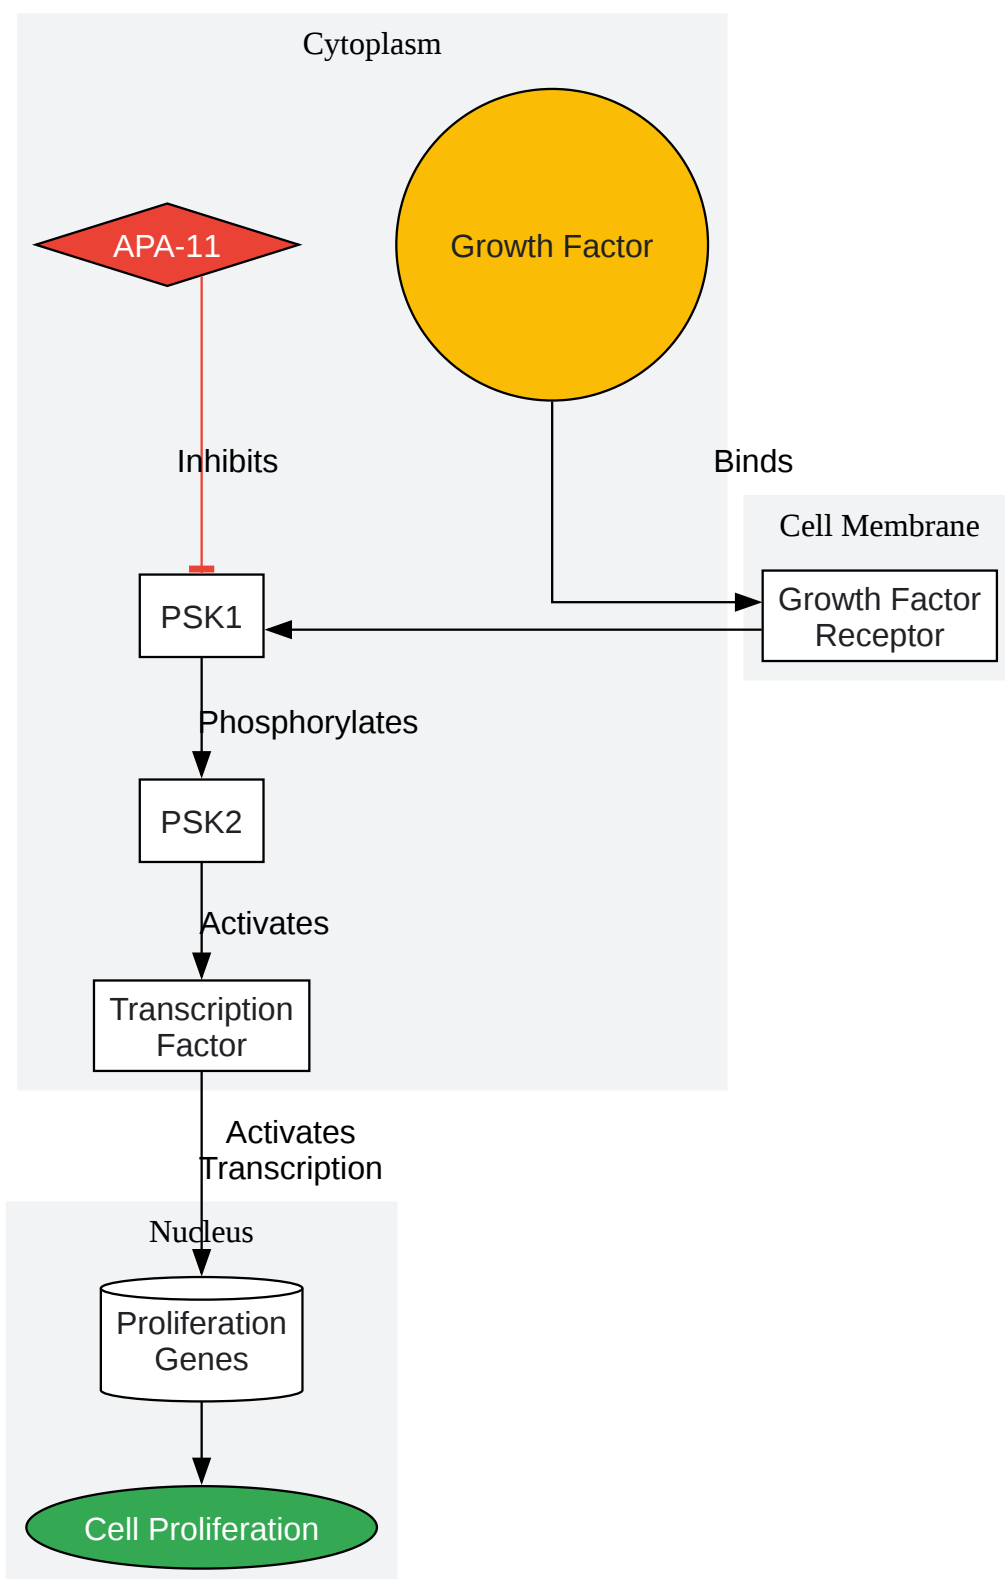 Cytoplasm
APA-11
Growth Factor
Inhibits
Binds
Cell Membrane
Growth Factor
Receptor
PSK1
Phosphorylates
PSK2
Activates
Transcription
Factor
Activates
Transcription
Nucleus
Proliferation
Genes
Cell Proliferation